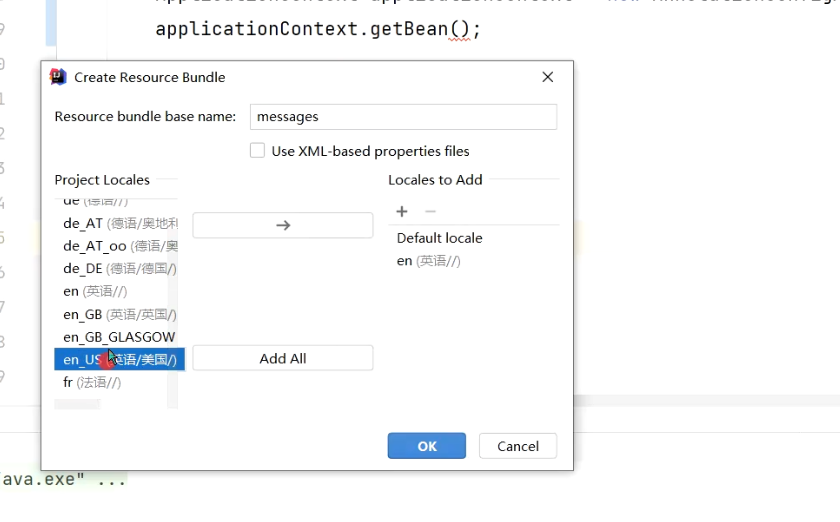 applicationContext.getBean();
Create Resource Bundle
Resource bundle base name: messages
Use XML-based properties files
Project Locales
Locales to Add
de (德语//)
de_AT (德语/奥地利
de_AT_oo (德语/奥
de_DE (德语/德国/)
en (英语//)
en_GB (英语/英国/)
en_GB_GLASGOW
en_US (英语/美国/)
fr (法语//)
→
Add All
+ −
Default locale
en (英语//)
OK
Cancel
ava.exe" ...